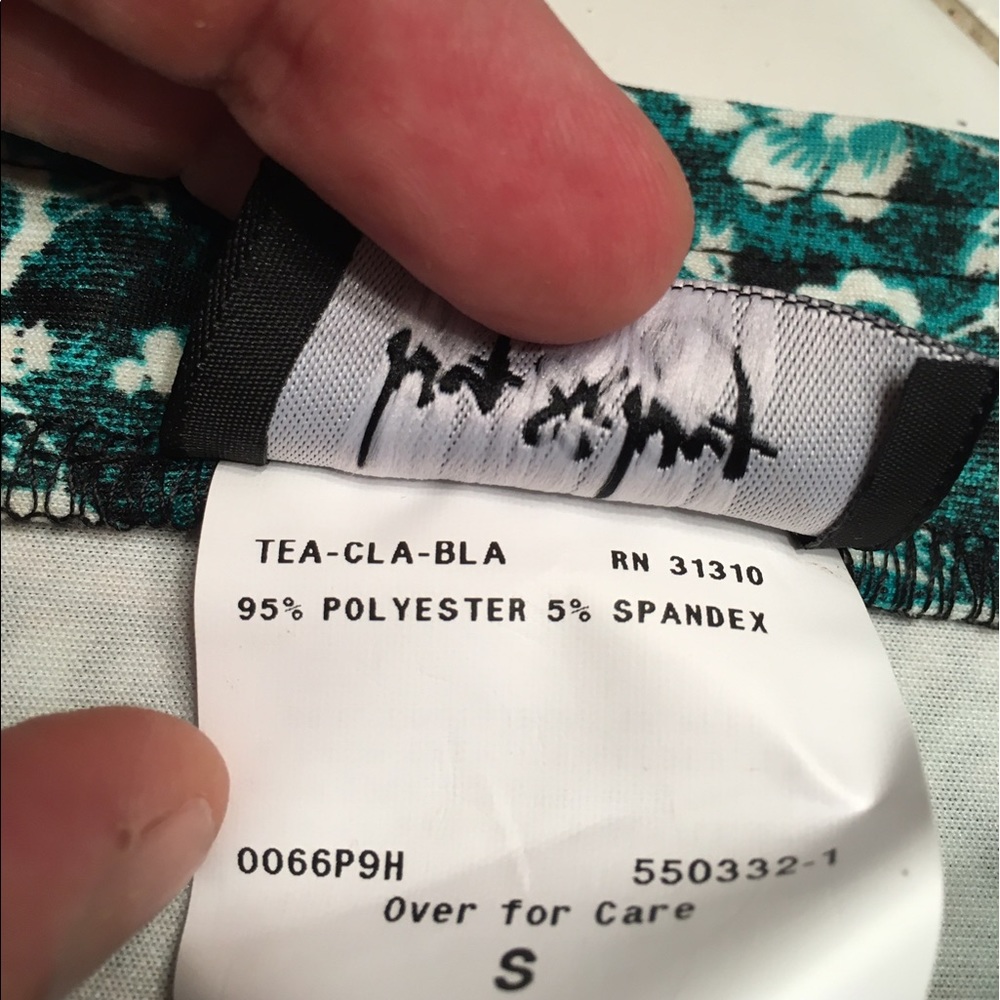 TEA-CLA-BLA RN 31310
95% POLYESTER 5% SPANDEX
0066P9H 550332-1
Over for Care
S